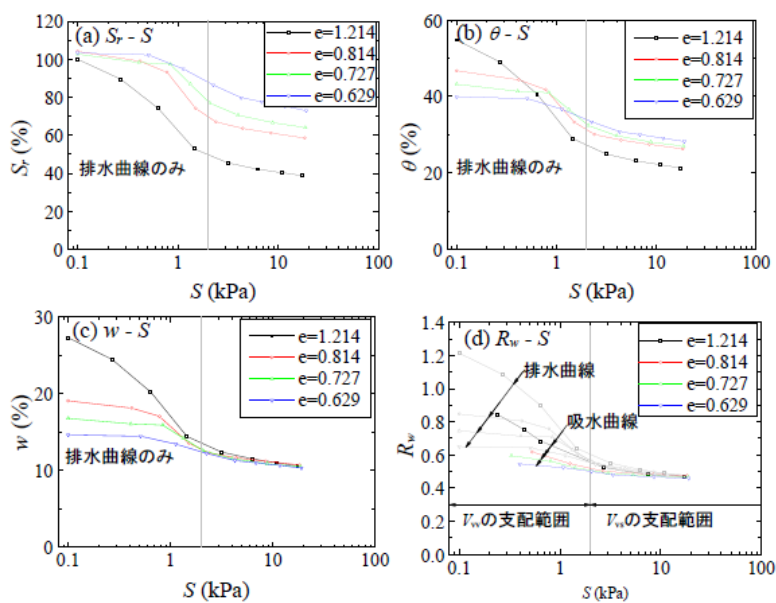 (a) Sr - S
e=1.214
e=0.814
e=0.727
e=0.629
排水曲線のみ
Sr (%)
120
100
80
60
40
20
0
0.1
1
10
100
S (kPa)
(b) θ - S
e=1.214
e=0.814
e=0.727
e=0.629
排水曲線のみ
θ (%)
60
40
20
0
0.1
1
10
100
S (kPa)
(c) w - S
e=1.214
e=0.814
e=0.727
e=0.629
排水曲線のみ
w (%)
30
20
10
0
0.1
1
10
100
S (kPa)
(d) Rw - S
e=1.214
e=0.814
e=0.727
e=0.629
排水曲線
吸水曲線
の支配範囲
の支配範囲
Rw
1.4
1.2
1.0
0.8
0.6
0.4
0.2
0.0
0.1
1
10
100
S (kPa)